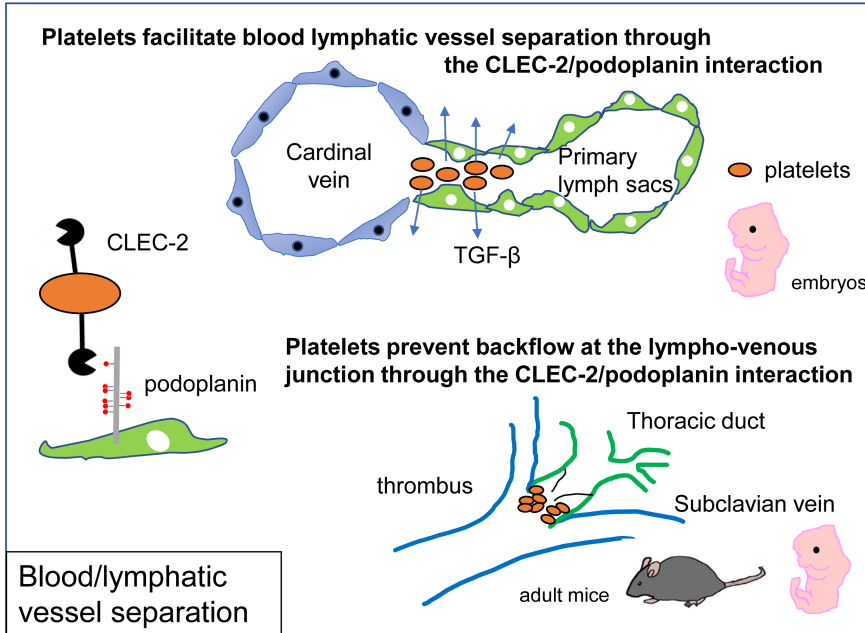 Platelets facilitate blood lymphatic vessel separation through
the CLEC-2/podoplanin interaction
Cardinal
vein
Primary
lymph sacs
platelets
TGF-β
embryos
CLEC-2
podoplanin
Platelets prevent backflow at the lympho-venous
junction through the CLEC-2/podoplanin interaction
Thoracic duct
thrombus
Subclavian vein
adult mice
Blood/lymphatic
vessel separation